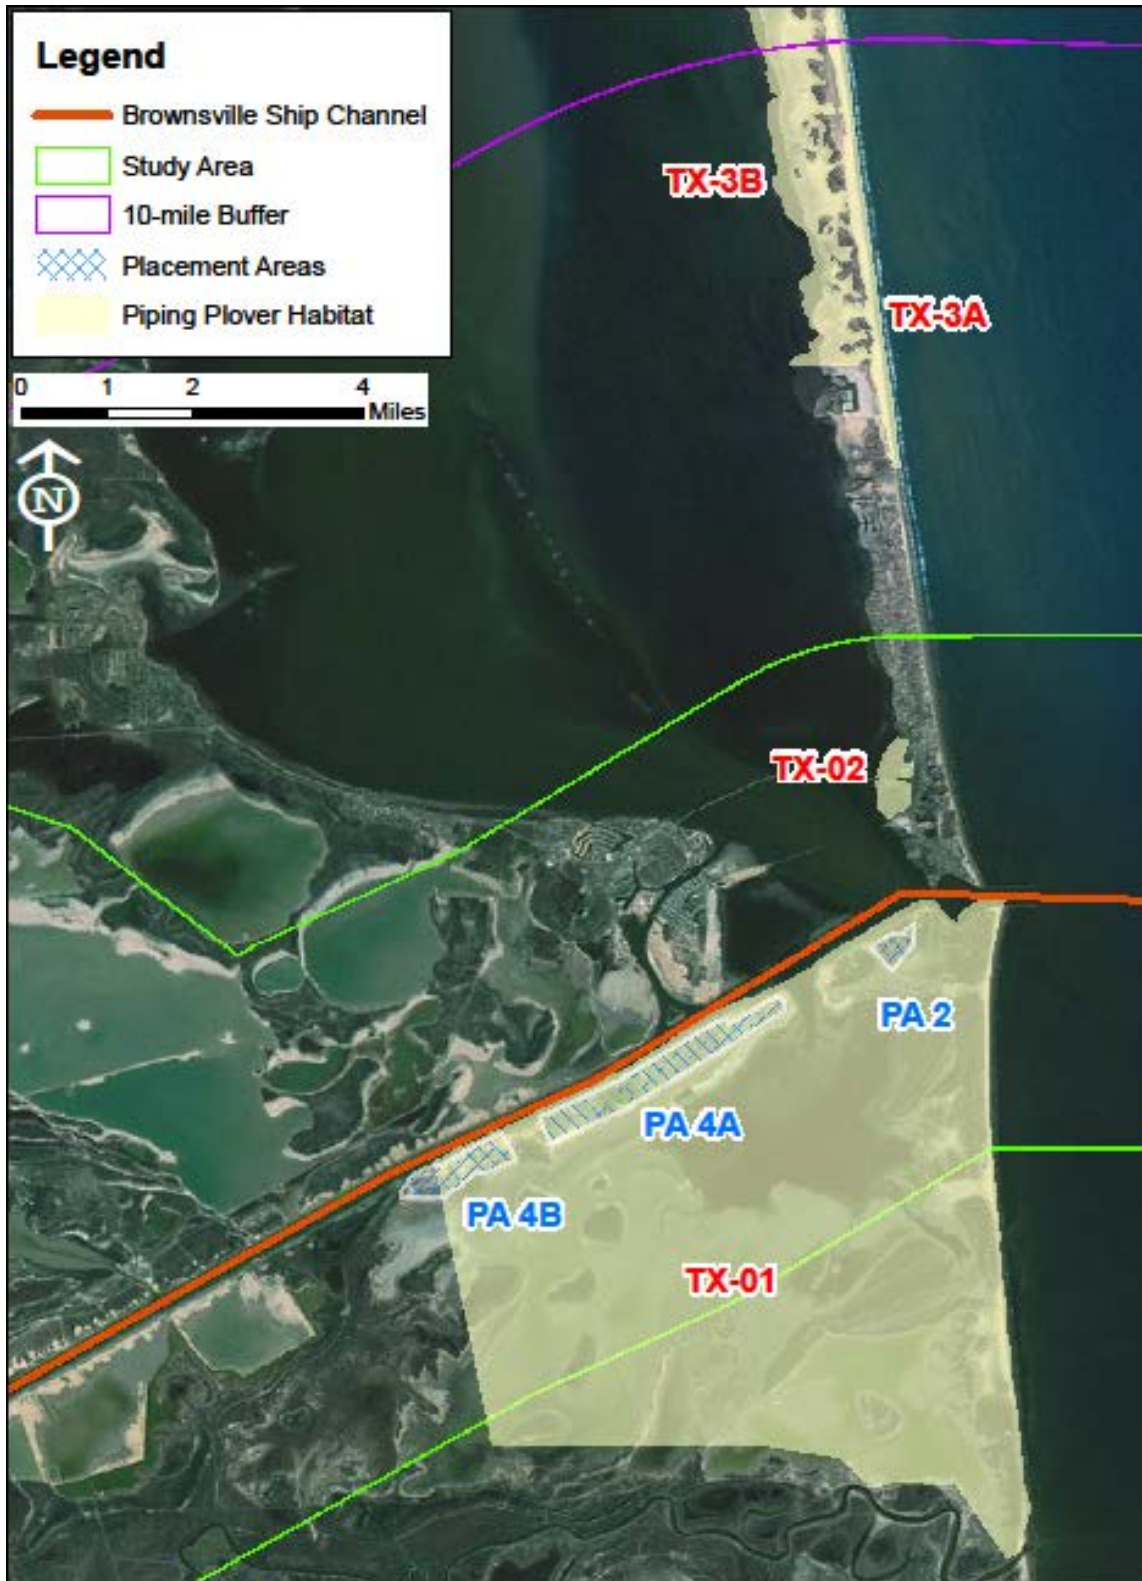 Legend
Brownsville Ship Channel
Study Area
10-mile Buffer
Placement Areas
Piping Plover Habitat
0 1 2 4
Miles
N
TX-3B
TX-3A
TX-02
PA 2
PA 4A
PA 4B
TX-01